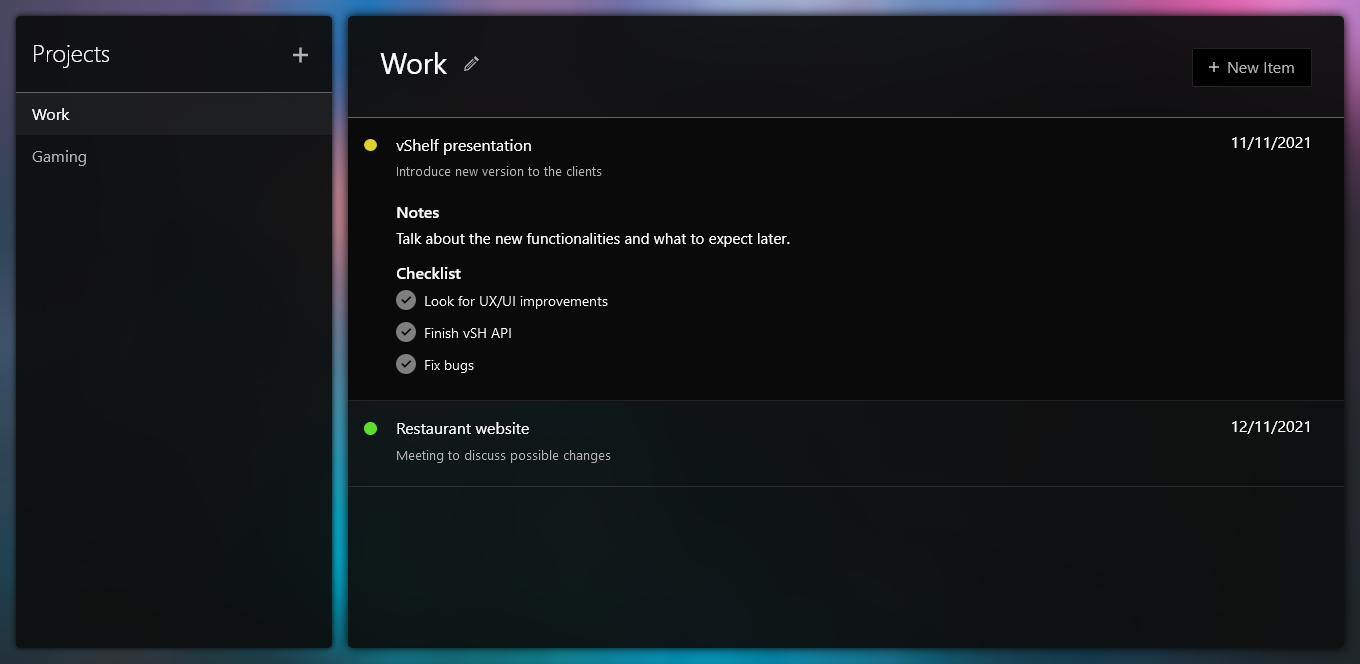 Projects
+
Work
Gaming
Work
+ New Item
vShelf presentation
11/11/2021
Introduce new version to the clients
Notes
Talk about the new functionalities and what to expect later.
Checklist
Look for UX/UI improvements
Finish vSH API
Fix bugs
Restaurant website
12/11/2021
Meeting to discuss possible changes